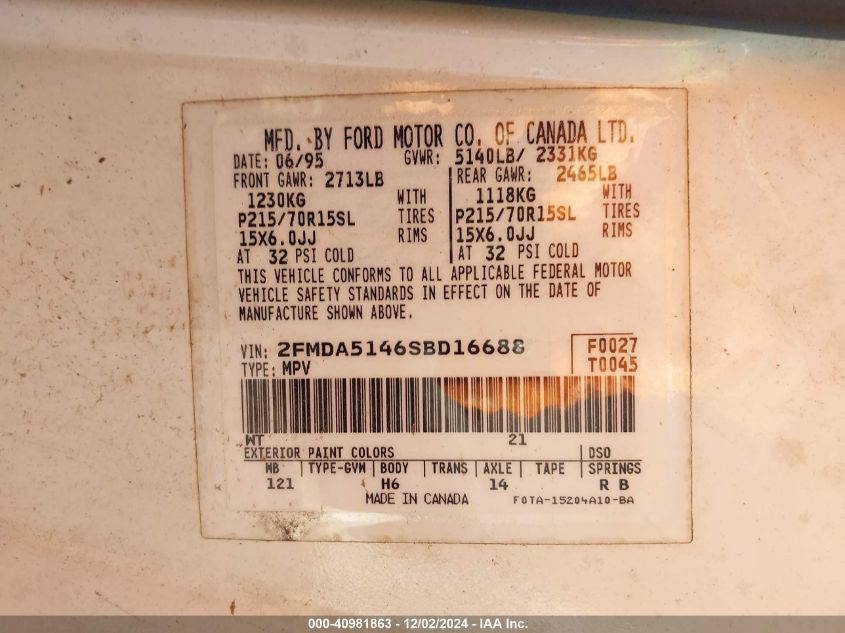 MFD. BY FORD MOTOR CO. OF CANADA LTD.
DATE: 06/95 GVWR: 5140LB/ 2331KG
FRONT GAWR: 2713LB REAR GAWR: 2465LB
1230KG WITH 1118KG WITH
P215/70R15SL TIRES P215/70R15SL TIRES
15X6.0JJ RIMS 15X6.0JJ RIMS
AT 32 PSI COLD AT 32 PSI COLD
THIS VEHICLE CONFORMS TO ALL APPLICABLE FEDERAL MOTOR
VEHICLE SAFETY STANDARDS IN EFFECT ON THE DATE OF
MANUFACTURE SHOWN ABOVE.
VIN: 2FMDA5146SBD16688 F0027
TYPE: MPV T0045
WT 21
EXTERIOR PAINT COLORS DSO
WB TYPE-GVM BODY TRANS AXLE TAPE SPRINGS
121 H6 14 R B
MADE IN CANADA F0TA-15204A10-BA
000-40981863 - 12/02/2024 - IAA Inc.